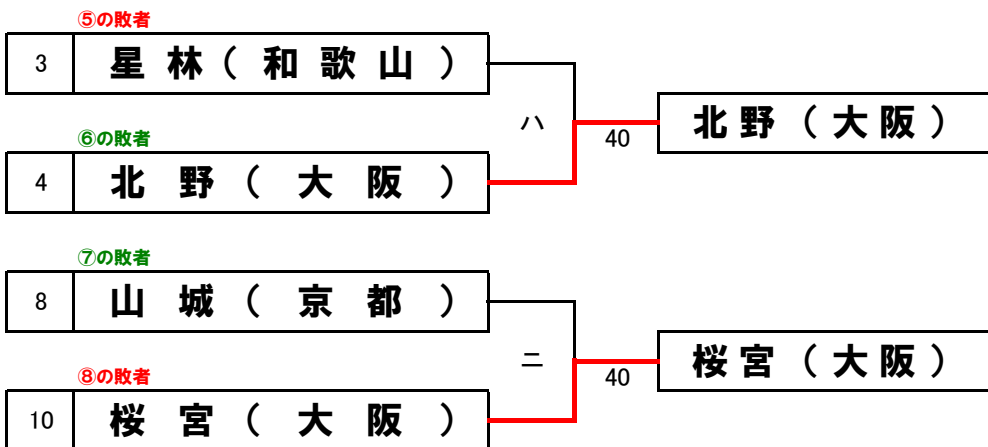 ⑤の敗者
3 星林(和歌山)
ハ
40
北野(大阪)
⑥の敗者
4 北野(大阪)
⑦の敗者
8 山城(京都)
ニ
40
桜宮(大阪)
⑧の敗者
10 桜宮(大阪)